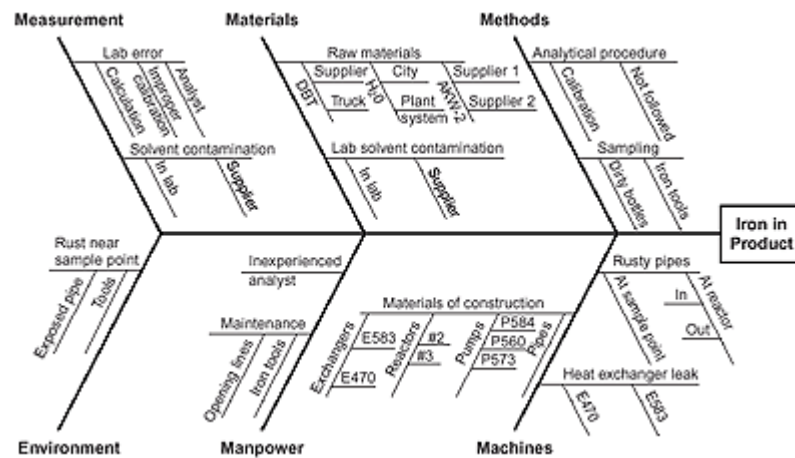 Measurement
Materials
Methods
Lab error
Calculation
Improper
calibration
Analyst
Solvent contamination
In lab
Supplier
Raw materials
DBT
Supplier
Truck
H20
City
Plant
system
AKW-2
Supplier 1
Supplier 2
Lab solvent contamination
In lab
Supplier
Analytical procedure
Calibration
Not followed
Sampling
Dirty bottles
Iron tools
Iron in
Product
Rust near
sample point
Exposed pipe
Tools
Inexperienced
analyst
Maintenance
Opening lines
Iron tools
Materials of construction
Exchangers
E583
E470
Reactors
#2
#3
Pumps
P584
P560
P573
Pipes
Rusty pipes
At sample point
At reactor
In
Out
Heat exchanger leak
E470
E583
Environment
Manpower
Machines